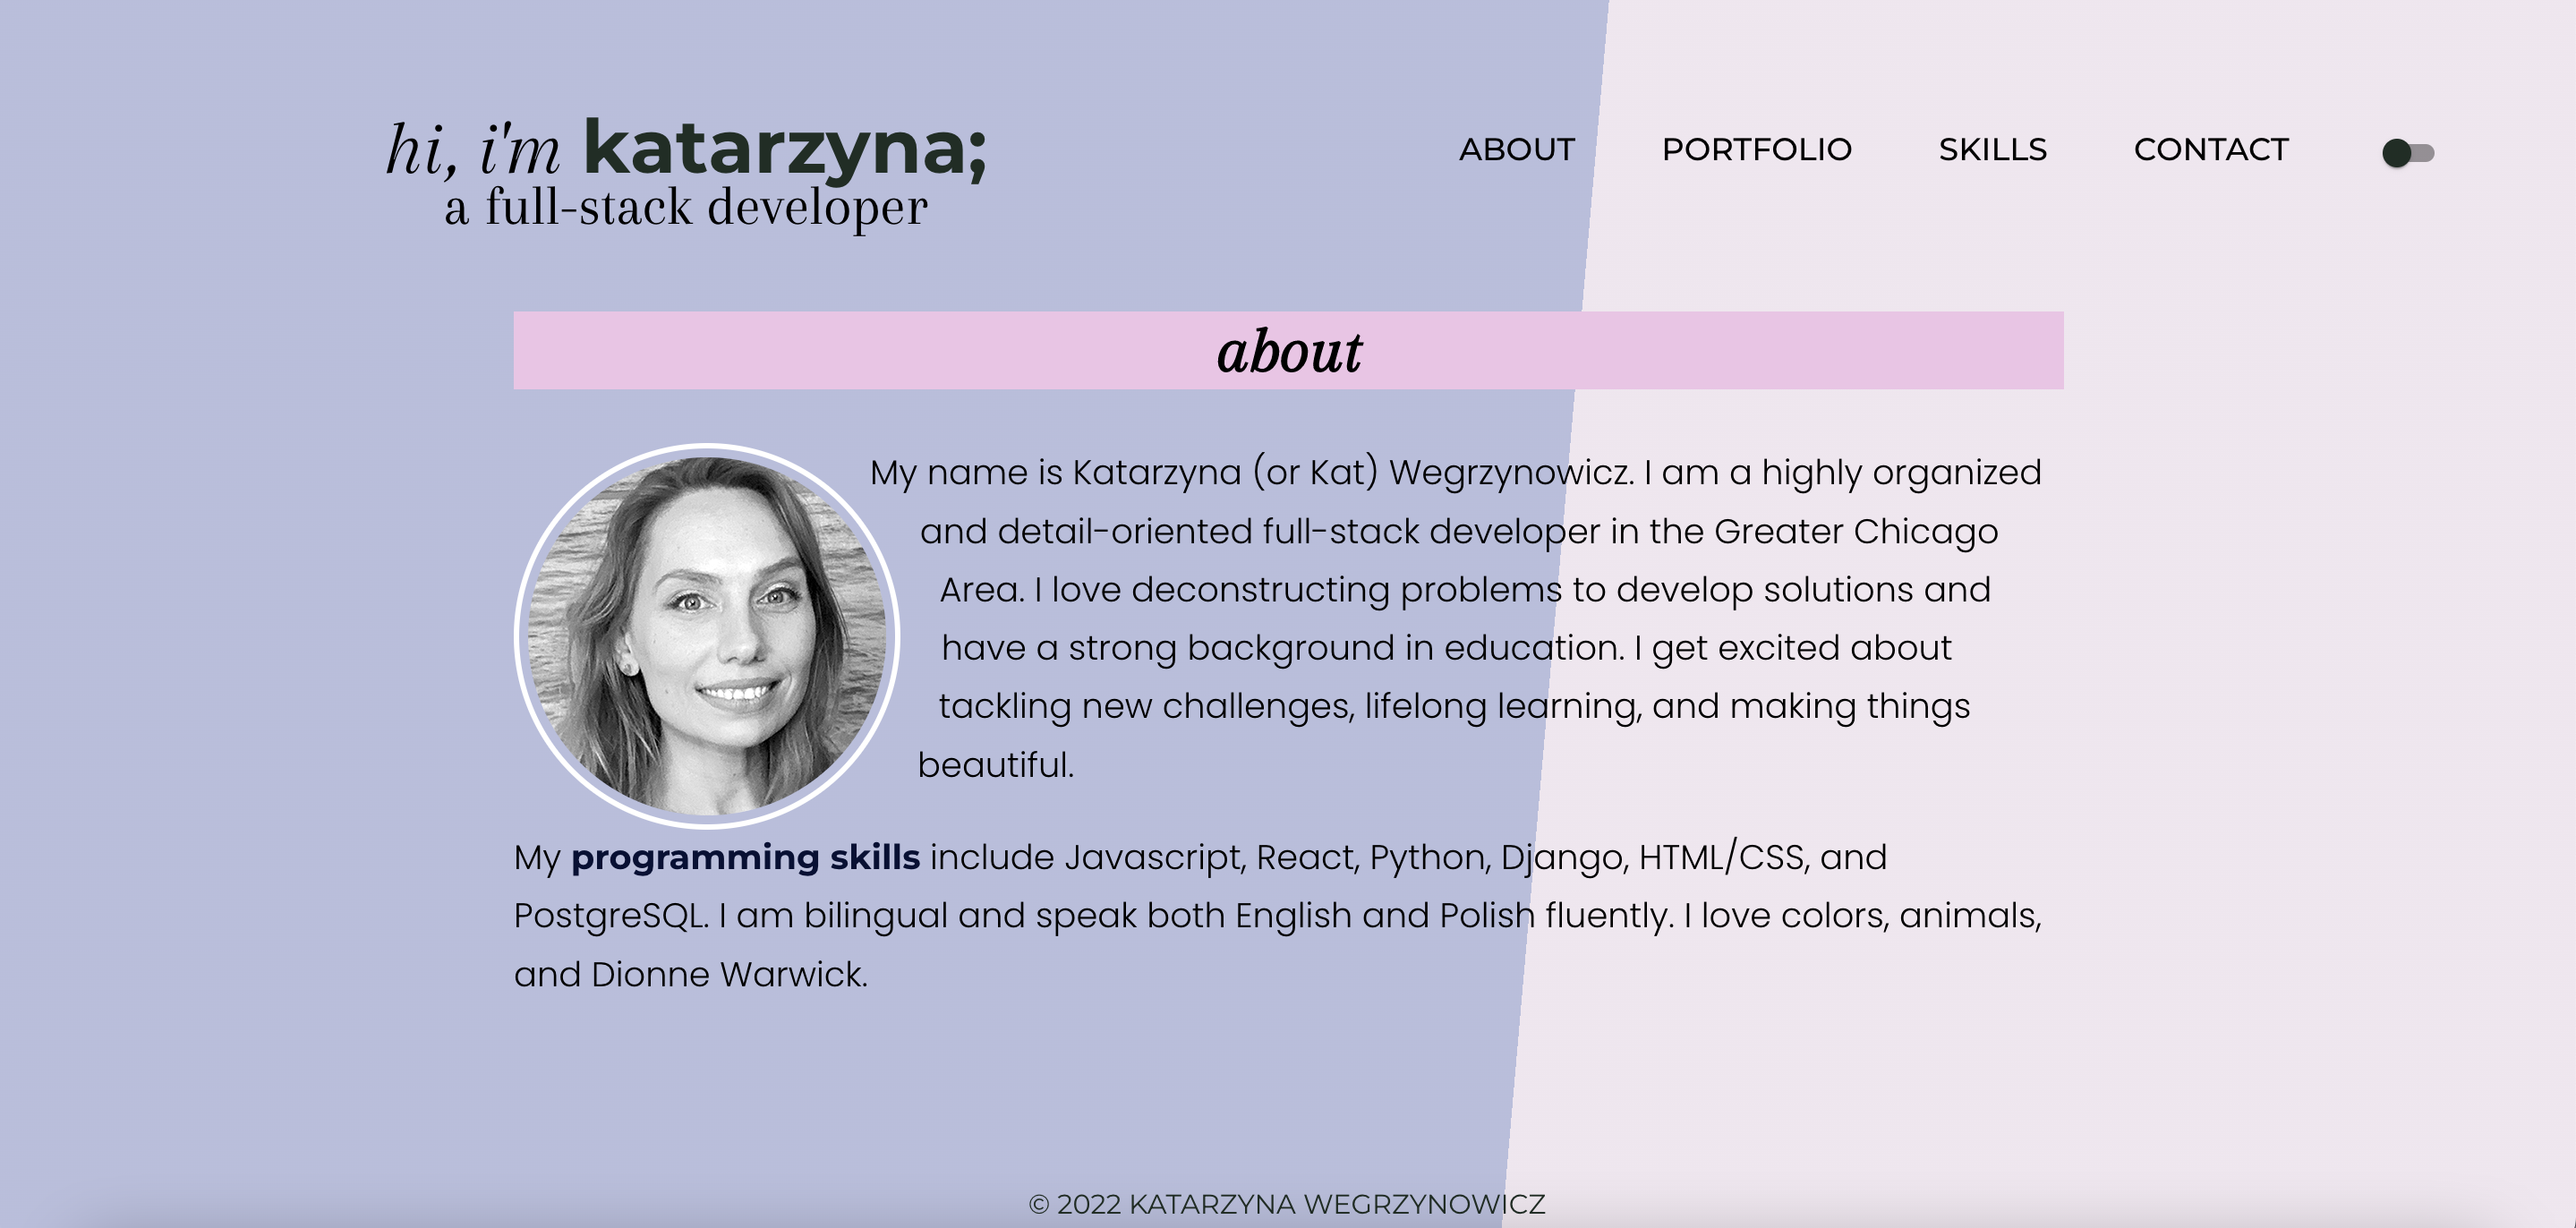 hi, i'm katarzyna;
a full-stack developer
ABOUT PORTFOLIO SKILLS CONTACT
about
My name is Katarzyna (or Kat) Wegrzynowicz. I am a highly organized
and detail-oriented full-stack developer in the Greater Chicago
Area. I love deconstructing problems to develop solutions and
have a strong background in education. I get excited about
tackling new challenges, lifelong learning, and making things
beautiful.
My programming skills include Javascript, React, Python, Django, HTML/CSS, and
PostgreSQL. I am bilingual and speak both English and Polish fluently. I love colors, animals,
and Dionne Warwick.
© 2022 KATARZYNA WEGRZYNOWICZ